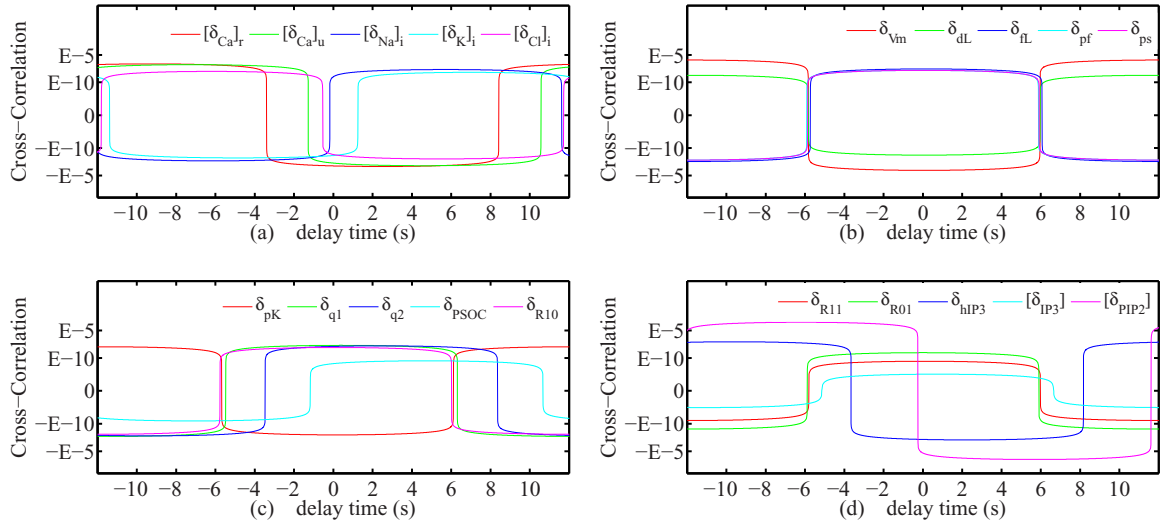 [δCa]r [δCa]u [δNa]i [δK]i [δCl]i
Cross−Correlation
E−5
E−10
0
−E−10
−E−5
−10 −8 −6 −4 −2 0 2 4 6 8 10
(a) delay time (s)
δVm δdL δfL δpf δps
Cross−Correlation
E−5
E−10
0
−E−10
−E−5
−10 −8 −6 −4 −2 0 2 4 6 8 10
(b) delay time (s)
δpK δq1 δq2 δPSOC δR10
Cross−Correlation
E−5
E−10
0
−E−10
−E−5
−10 −8 −6 −4 −2 0 2 4 6 8 10
(c) delay time (s)
δR11 δR01 δhIP3 [δIP3] [δPIP2]
Cross−Correlation
E−5
E−10
0
−E−10
−E−5
−10 −8 −6 −4 −2 0 2 4 6 8 10
(d) delay time (s)